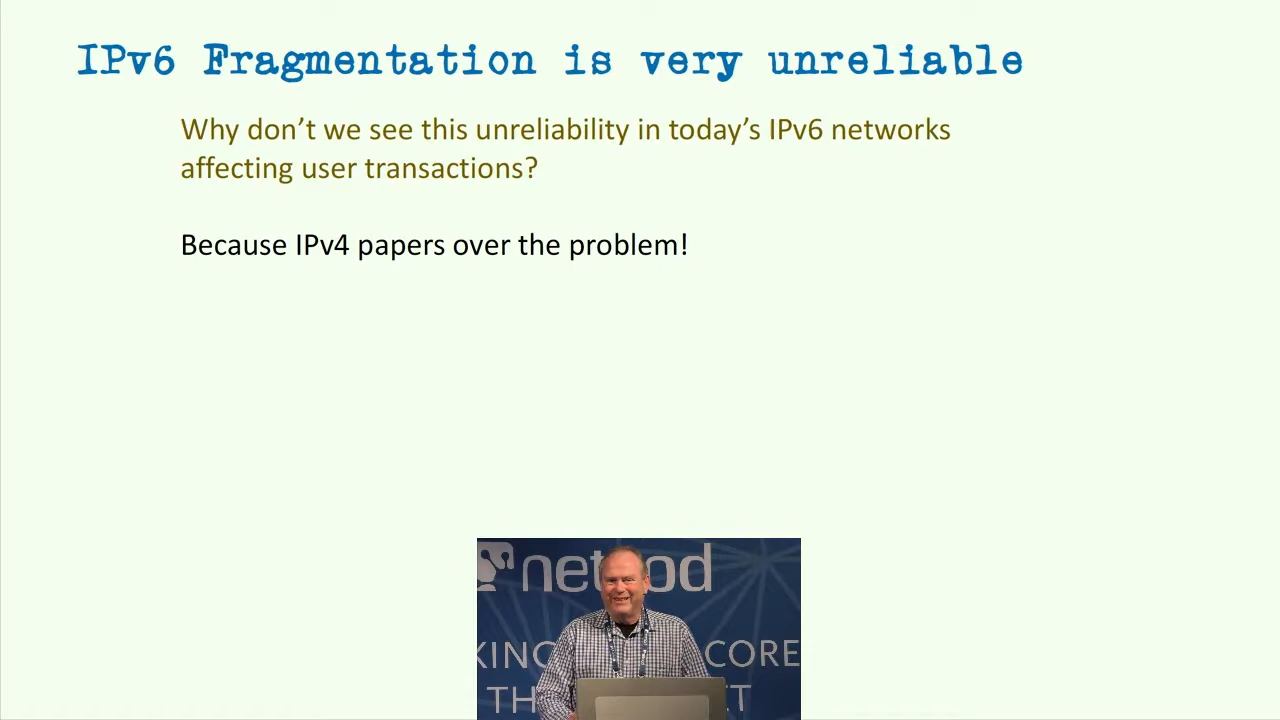 IPv6 Fragmentation is very unreliable
Why don’t we see this unreliability in today’s IPv6 networks
affecting user transactions?
Because IPv4 papers over the problem!